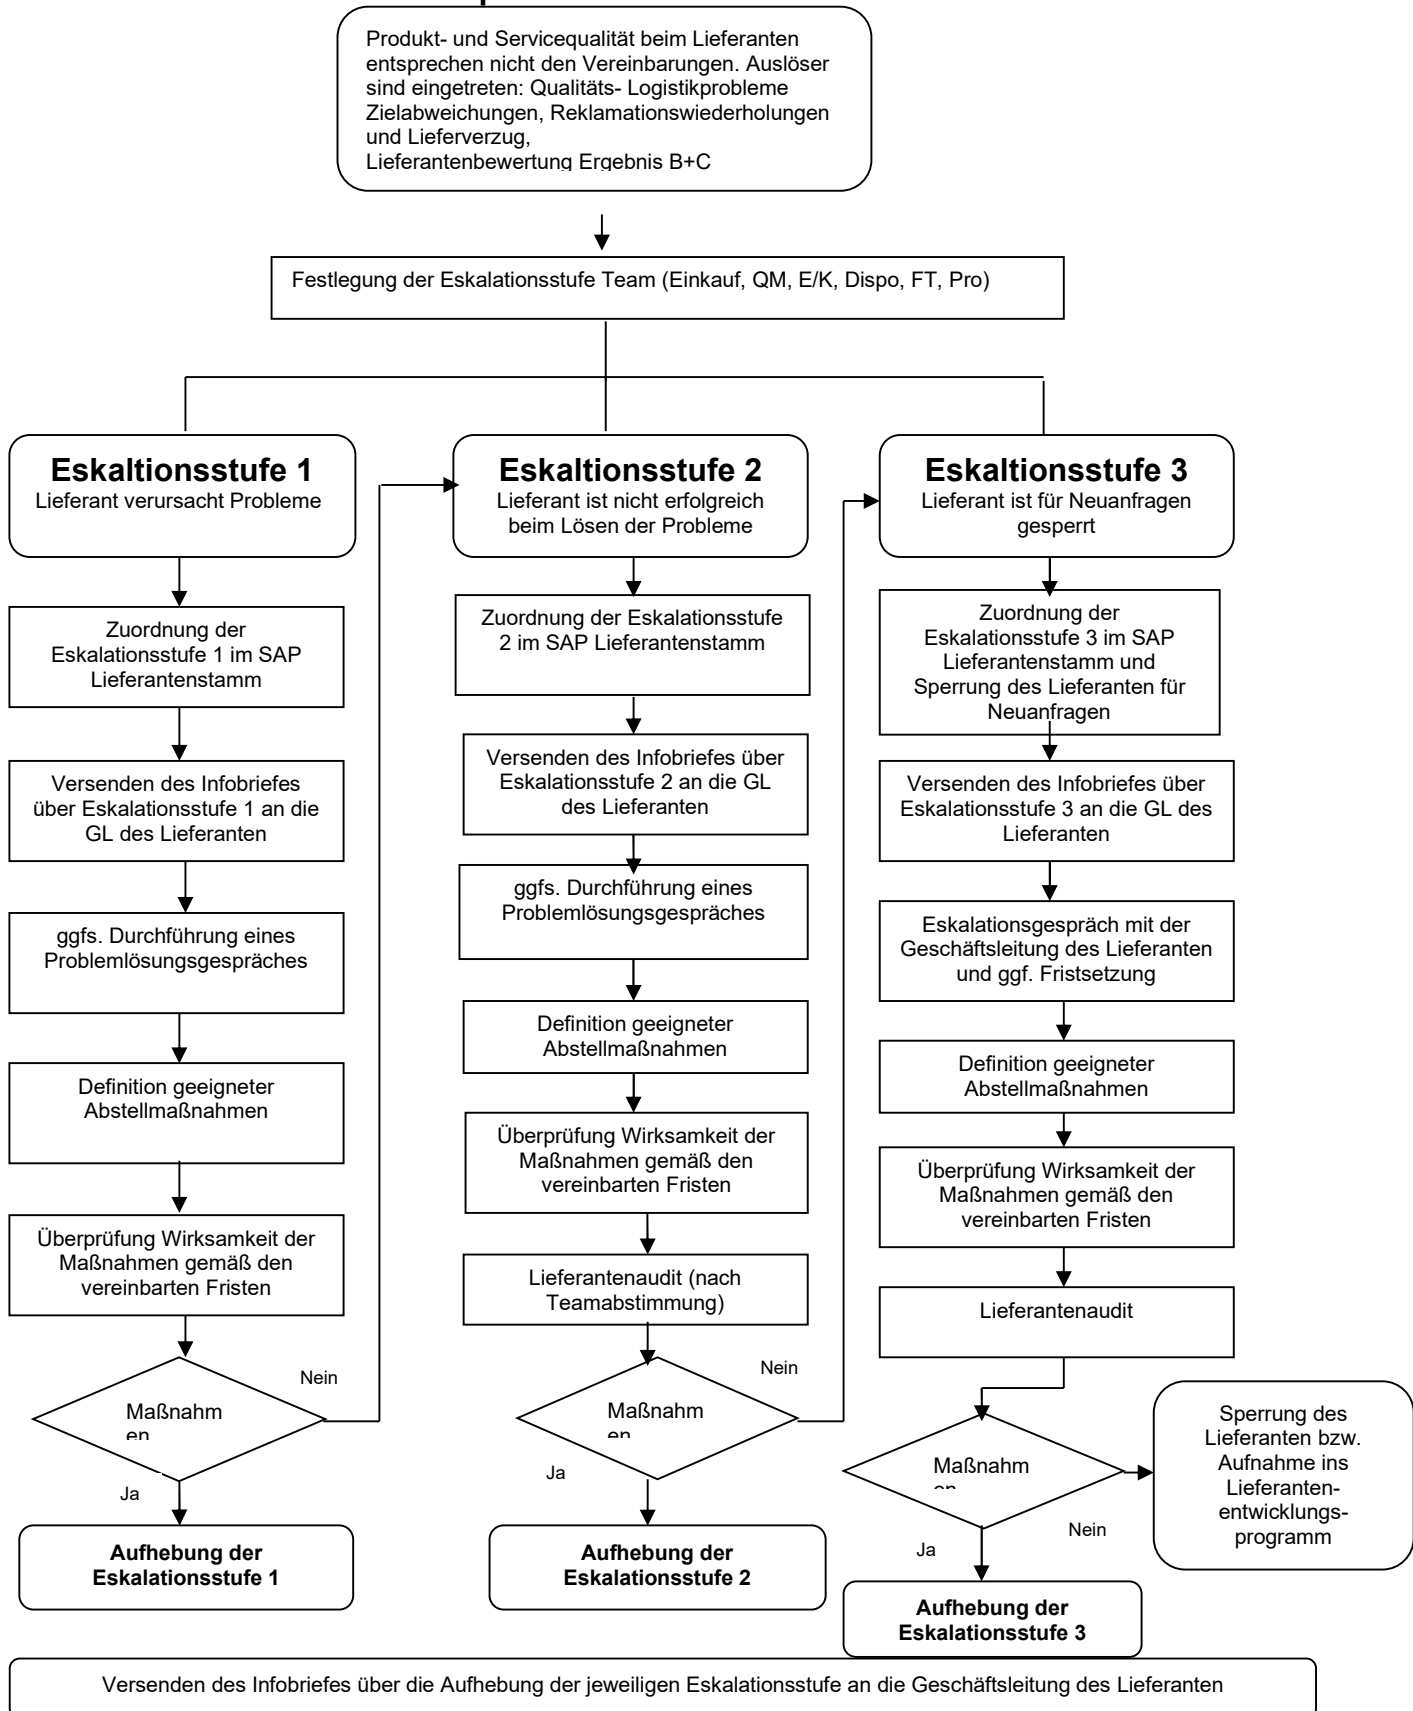 Produkt- und Servicequalität beim Lieferanten
entsprechen nicht den Vereinbarungen. Auslöser
sind eingetreten: Qualitäts- Logistikprobleme
Zielabweichungen, Reklamationswiederholungen
und Lieferverzug,
Lieferantenbewertung Ergebnis B+C
Festlegung der Eskalationsstufe Team (Einkauf, QM, E/K, Dispo, FT, Pro)
Eskaltionsstufe 1
Lieferant verursacht Probleme
Zuordnung der
Eskalationsstufe 1 im SAP
Lieferantenstamm
Versenden des Infobriefes
über Eskalationsstufe 1 an die
GL des Lieferanten
ggfs. Durchführung eines
Problemlösungsgespräches
Definition geeigneter
Abstellmaßnahmen
Überprüfung Wirksamkeit der
Maßnahmen gemäß den
vereinbarten Fristen
Maßnahm
en
Nein
Ja
Aufhebung der
Eskalationsstufe 1
Eskaltionsstufe 2
Lieferant ist nicht erfolgreich
beim Lösen der Probleme
Zuordnung der Eskalationsstufe
2 im SAP Lieferantenstamm
Versenden des Infobriefes über
Eskalationsstufe 2 an die GL
des Lieferanten
ggfs. Durchführung eines
Problemlösungsgespräches
Definition geeigneter
Abstellmaßnahmen
Überprüfung Wirksamkeit der
Maßnahmen gemäß den
vereinbarten Fristen
Lieferantenaudit (nach
Teamabstimmung)
Maßnahm
en
Nein
Ja
Aufhebung der
Eskalationsstufe 2
Eskaltionsstufe 3
Lieferant ist für Neuanfragen
gesperrt
Zuordnung der
Eskalationsstufe 3 im SAP
Lieferantenstamm und
Sperrung des Lieferanten für
Neuanfragen
Versenden des Infobriefes über
Eskalationsstufe 3 an die GL des
Lieferanten
Eskalationsgespräch mit der
Geschäftsleitung des Lieferanten
und ggf. Fristsetzung
Definition geeigneter
Abstellmaßnahmen
Überprüfung Wirksamkeit der
Maßnahmen gemäß den
vereinbarten Fristen
Lieferantenaudit
Maßnahm
en
Nein
Ja
Sperrung des
Lieferanten bzw.
Aufnahme ins
Lieferanten-
entwicklungs-
programm
Aufhebung der
Eskalationsstufe 3
Versenden des Infobriefes über die Aufhebung der jeweiligen Eskalationsstufe an die Geschäftsleitung des Lieferanten